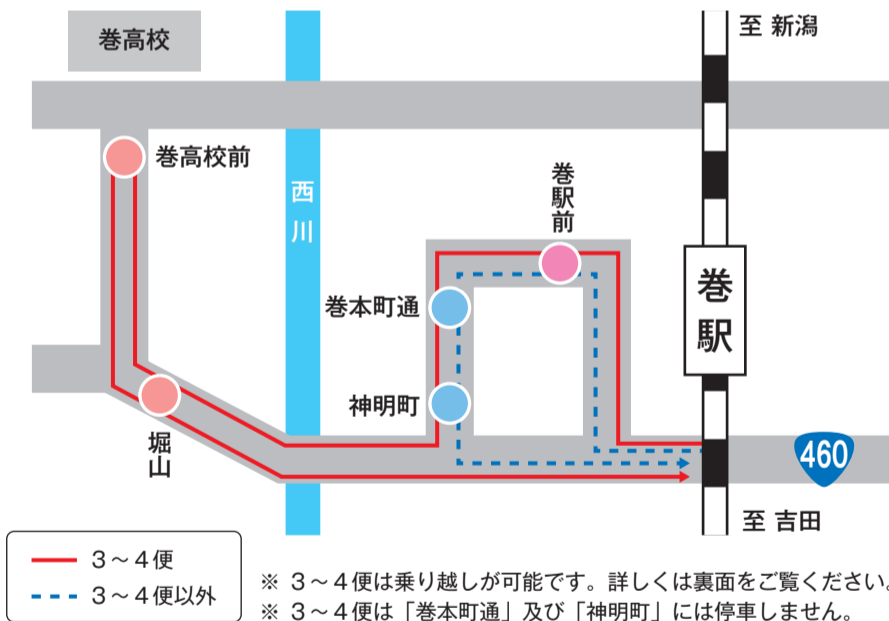 巻高校
至 新潟
巻高校前
西川
巻駅前
巻本町通
巻駅
神明町
堀山
460
至 吉田
3～4便
3～4便以外
※ 3～4便は乗り越しが可能です。詳しくは裏面をご覧ください。
※ 3～4便は「巻本町通」及び「神明町」には停車しません。